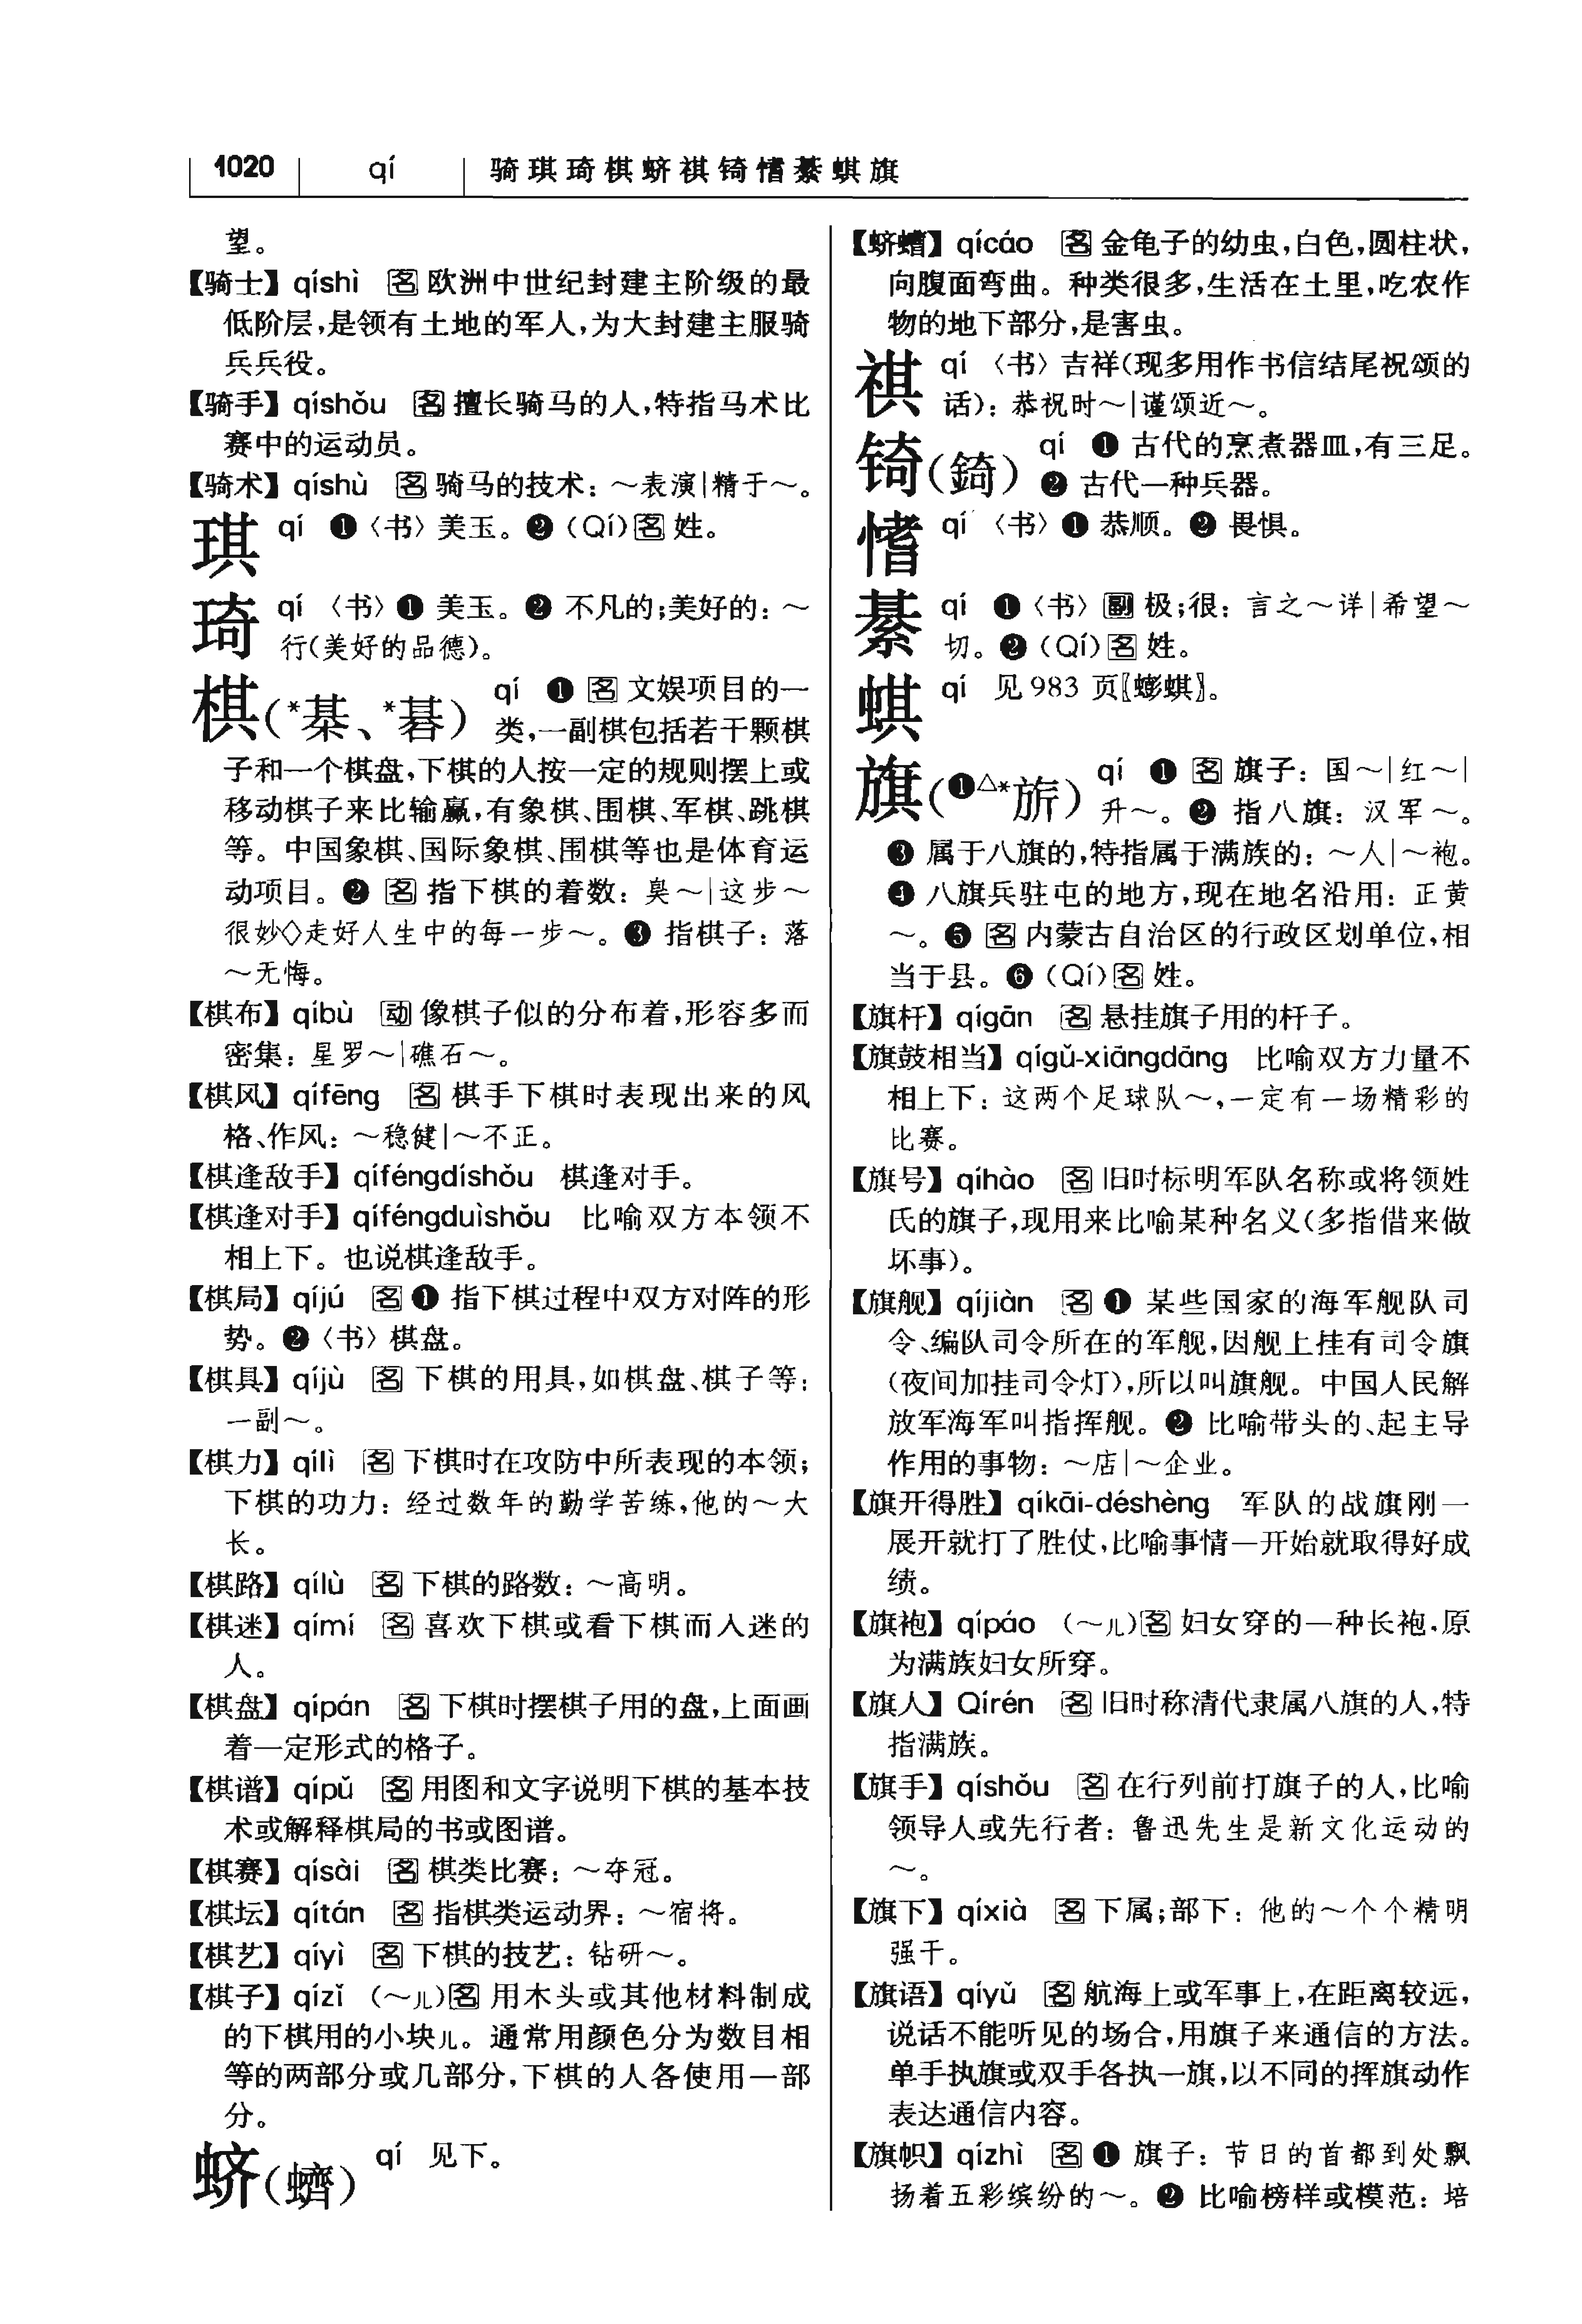 1020 qí 骑琪琦棋蛴祺锜愭綦蜞旗
望。
【骑士】qíshì 名 欧洲中世纪封建主阶级的最
低阶层,是领有土地的军人,为大封建主服骑
兵兵役。
【骑手】qíshǒu 名 擅长骑马的人,特指马术比
赛中的运动员。
【骑术】qíshù 名 骑马的技术：～表演|精于～。
琪 qí ❶〈书〉美玉。❷（Qí）名 姓。
琦 qí 〈书〉❶ 美玉。❷ 不凡的;美好的：～
行(美好的品德)。
棋(*棊、*碁) qí ❶ 名 文娱项目的一
类,一副棋包括若干颗棋
子和一个棋盘,下棋的人按一定的规则摆上或
移动棋子来比输赢,有象棋、围棋、军棋、跳棋
等。中国象棋、国际象棋、围棋等也是体育运
动项目。❷ 名 指下棋的着数：臭～|这步～
很妙◇走好人生中的每一步～。❸ 指棋子：落
～无悔。
【棋布】qíbù 动 像棋子似的分布着,形容多而
密集：星罗～|礁石～。
【棋风】qífēng 名 棋手下棋时表现出来的风
格、作风：～稳健|～不正。
【棋逢敌手】qíféngdíshǒu 棋逢对手。
【棋逢对手】qíféngduìshǒu 比喻双方本领不
相上下。也说棋逢敌手。
【棋局】qíjú 名 ❶ 指下棋过程中双方对阵的形
势。❷〈书〉棋盘。
【棋具】qíjù 名 下棋的用具,如棋盘、棋子等：
一副～。
【棋力】qílì 名 下棋时在攻防中所表现的本领;
下棋的功力：经过数年的勤学苦练,他的～大
长。
【棋路】qílù 名 下棋的路数：～高明。
【棋迷】qímí 名 喜欢下棋或看下棋而入迷的
人。
【棋盘】qípán 名 下棋时摆棋子用的盘,上面画
着一定形式的格子。
【棋谱】qípǔ 名 用图和文字说明下棋的基本技
术或解释棋局的书或图谱。
【棋赛】qísài 名 棋类比赛：～夺冠。
【棋坛】qítán 名 指棋类运动界：～宿将。
【棋艺】qíyì 名 下棋的技艺：钻研～。
【棋子】qízǐ （～儿）名 用木头或其他材料制成
的下棋用的小块儿。通常用颜色分为数目相
等的两部分或几部分,下棋的人各使用一部
分。
蛴(蠐) qí 见下。
【蛴螬】qícáo 名 金龟子的幼虫,白色,圆柱状,
向腹面弯曲。种类很多,生活在土里,吃农作
物的地下部分,是害虫。
祺 qí 〈书〉吉祥(现多用作书信结尾祝颂的
话)：恭祝时～|谨颂近～。
锜(錡) qí ❶ 古代的烹煮器皿,有三足。
❷ 古代一种兵器。
愭 qí 〈书〉❶ 恭顺。❷ 畏惧。
綦 qí ❶〈书〉副 极;很：言之～详|希望～
切。❷（Qí）名 姓。
蜞 qí 见 983 页〖蟛蜞〗。
旗(❶△*旂) qí ❶ 名 旗子：国～|红～|
升～。❷ 指八旗：汉军～。
❸ 属于八旗的,特指属于满族的：～人|～袍。
❹ 八旗兵驻屯的地方,现在地名沿用：正黄
～。❺ 名 内蒙古自治区的行政区划单位,相
当于县。❻（Qí）名 姓。
【旗杆】qígān 名 悬挂旗子用的杆子。
【旗鼓相当】qígǔ-xiāngdāng 比喻双方力量不
相上下：这两个足球队～,一定有一场精彩的
比赛。
【旗号】qíhào 名 旧时标明军队名称或将领姓
氏的旗子,现用来比喻某种名义(多指借来做
坏事)。
【旗舰】qíjiàn 名 ❶ 某些国家的海军舰队司
令、编队司令所在的军舰,因舰上挂有司令旗
(夜间加挂司令灯),所以叫旗舰。中国人民解
放军海军叫指挥舰。❷ 比喻带头的、起主导
作用的事物：～店|～企业。
【旗开得胜】qíkāi-déshèng 军队的战旗刚一
展开就打了胜仗,比喻事情一开始就取得好成
绩。
【旗袍】qípáo （～儿）名 妇女穿的一种长袍,原
为满族妇女所穿。
【旗人】Qírén 名 旧时称清代隶属八旗的人,特
指满族。
【旗手】qíshǒu 名 在行列前打旗子的人,比喻
领导人或先行者：鲁迅先生是新文化运动的
～。
【旗下】qíxià 名 下属;部下：他的～个个精明
强干。
【旗语】qíyǔ 名 航海上或军事上,在距离较远,
说话不能听见的场合,用旗子来通信的方法。
单手执旗或双手各执一旗,以不同的挥旗动作
表达通信内容。
【旗帜】qízhì 名 ❶ 旗子：节日的首都到处飘
扬着五彩缤纷的～。❷ 比喻榜样或模范：培